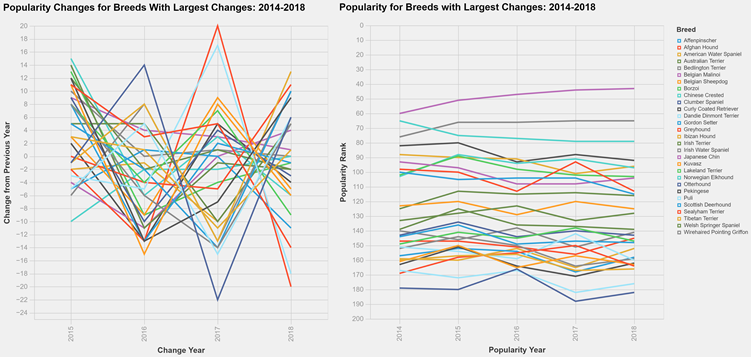 Popularity Changes for Breeds With Largest Changes: 2014-2018
Change from Previous Year
20
18
16
14
12
10
8
6
4
2
0
−2
−4
−6
−8
−10
−12
−14
−16
−18
−20
−22
−24
2015
2016
2017
2018
Change Year
Popularity for Breeds with Largest Changes: 2014-2018
Popularity Rank
0
10
20
30
40
50
60
70
80
90
100
110
120
130
140
150
160
170
180
190
200
2014
2015
2016
2017
2018
Popularity Year
Breed
Affenpinscher
Afghan Hound
American Water Spaniel
Australian Terrier
Bedlington Terrier
Belgian Malinoi
Belgian Sheepdog
Borzoi
Chinese Crested
Clumber Spaniel
Curly Coated Retriever
Dandie Dinmont Terrier
Gordon Setter
Greyhound
Ibizan Hound
Irish Terrier
Irish Water Spaniel
Japanese Chin
Kuvasz
Lakeland Terrier
Norwegian Elkhound
Otterhound
Pekingese
Puli
Scottish Deerhound
Sealyham Terrier
Tibetan Terrier
Welsh Springer Spaniel
Wirehaired Pointing Griffon